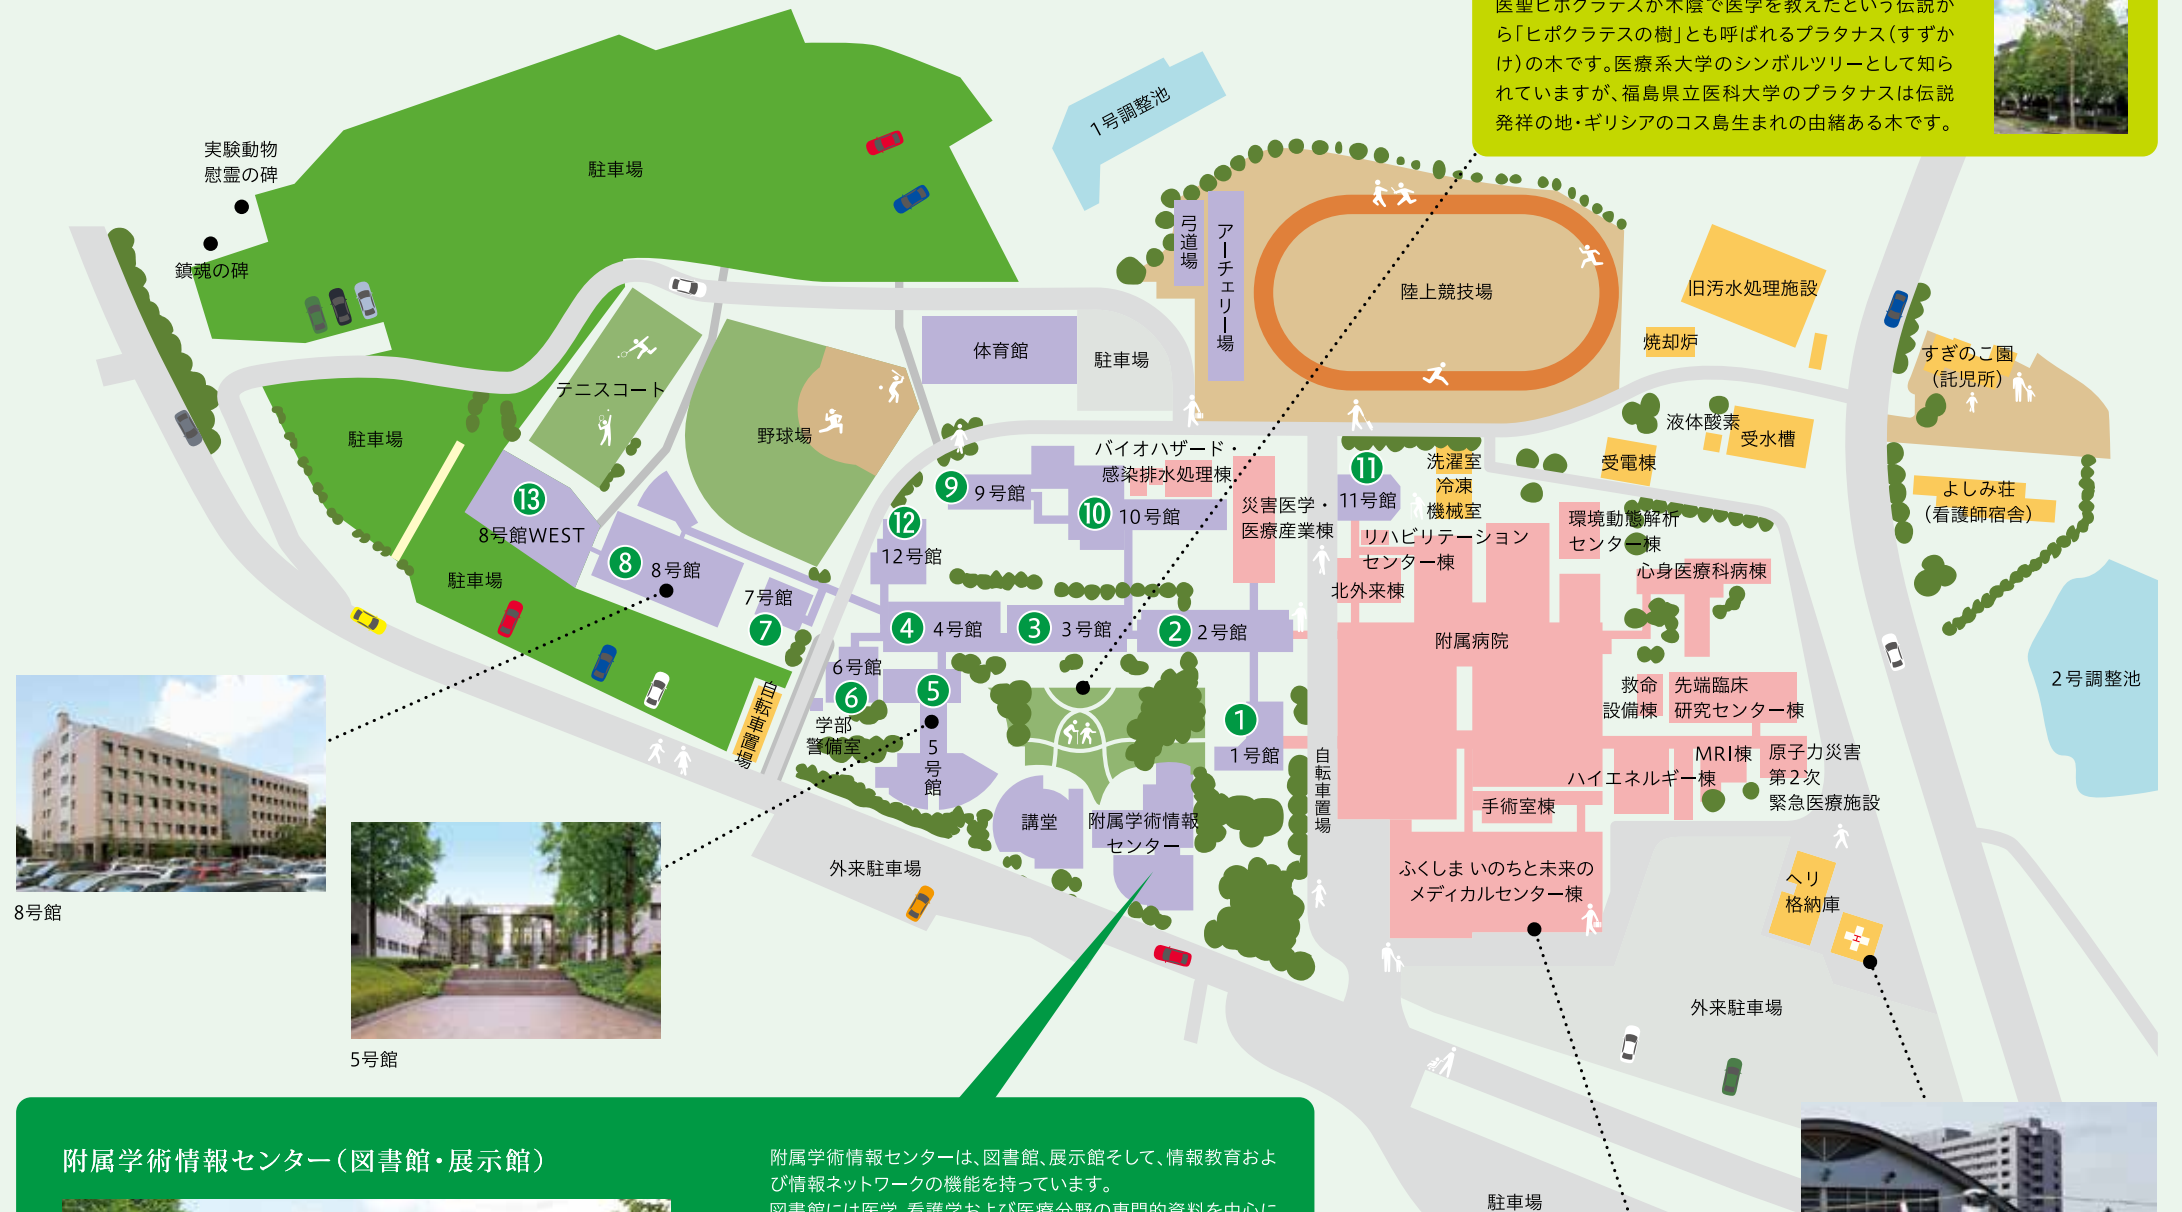 医聖ヒポクラテスが木陰で医学を教えたという伝説か
ら「ヒポクラテスの樹」とも呼ばれるプラタナス(すずか
け)の木です。医療系大学のシンボルツリーとして知ら
れていますが、福島県立医科大学のプラタナスは伝説
発祥の地・ギリシアのコス島生まれの由緒ある木です。
1号調整池
実験動物
慰霊の碑
鎮魂の碑
駐車場
弓道場
アーチェリー場
陸上競技場
旧汚水処理施設
焼却炉
すぎのこ園
(託児所)
体育館
駐車場
テニスコート
野球場
駐車場
液体酸素
受水槽
受電棟
よしみ荘
(看護師宿舎)
バイオハザード・
感染排水処理棟
災害医学・
医療産業棟
11
11号館
洗濯室
冷凍
機械室
9
9号館
10
10号館
12
12号館
13
8号館WEST
8
8号館
駐車場
7号館
7
リハビリテーション
センター棟
北外来棟
環境動態解析
センター棟
心身医療科病棟
4
4号館
3
3号館
2
2号館
附属病院
6号館
6
5
5号館
学部
警備室
自転車置場
1
1号館
自転車置場
救命
設備棟
先端臨床
研究センター棟
MRI棟
原子力災害
第2次
緊急医療施設
ハイエネルギー棟
手術室棟
2号調整池
講堂
附属学術情報
センター
外来駐車場
ふくしま いのちと未来の
メディカルセンター棟
ヘリ
格納庫
H
外来駐車場
8号館
5号館
駐車場
附属学術情報センター(図書館・展示館)
附属学術情報センターは、図書館、展示館そして、情報教育およ
び情報ネットワークの機能を持っています。
図書館には医学、看護学および医療分野の専門的資料を中心に